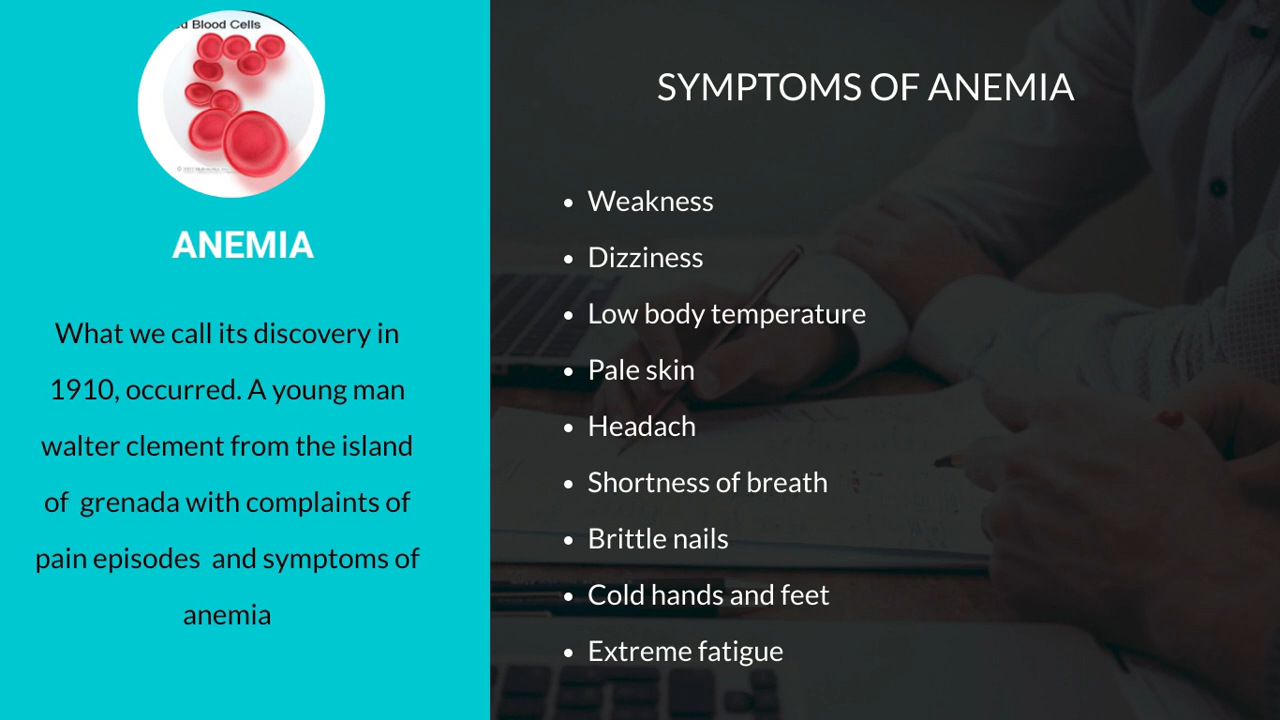 d Blood Cells
ANEMIA
What we call its discovery in
1910, occurred. A young man
walter clement from the island
of grenada with complaints of
pain episodes and symptoms of
anemia
SYMPTOMS OF ANEMIA
• Weakness
• Dizziness
• Low body temperature
• Pale skin
• Headach
• Shortness of breath
• Brittle nails
• Cold hands and feet
• Extreme fatigue